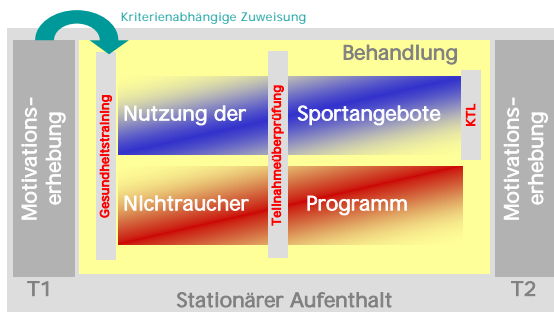 Kriterienabhängige Zuweisung
Behandlung
Motivations-
erhebung
Gesundheitstraining
Nutzung der
Teilnahmeüberprüfung
Sportangebote
KTL
Motivations-
erhebung
Nichtraucher
Programm
T1
T2
Stationärer Aufenthalt